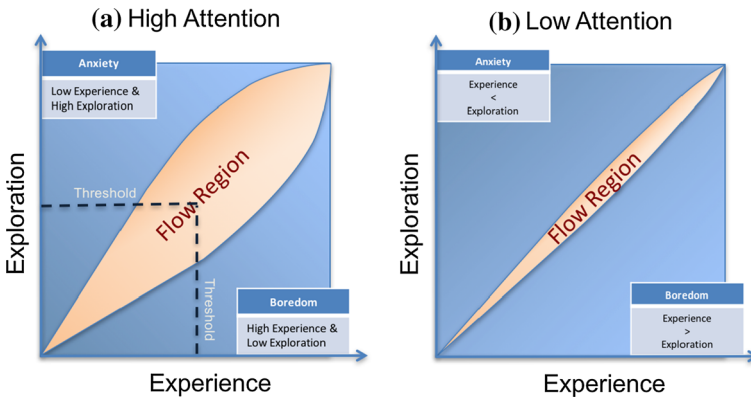 (a) High Attention
Exploration
Anxiety
Low Experience &
High Exploration
Flow Region
Threshold
Threshold
Boredom
High Experience &
Low Exploration
Experience
(b) Low Attention
Exploration
Anxiety
Experience
<
Exploration
Flow Region
Boredom
Experience
>
Exploration
Experience